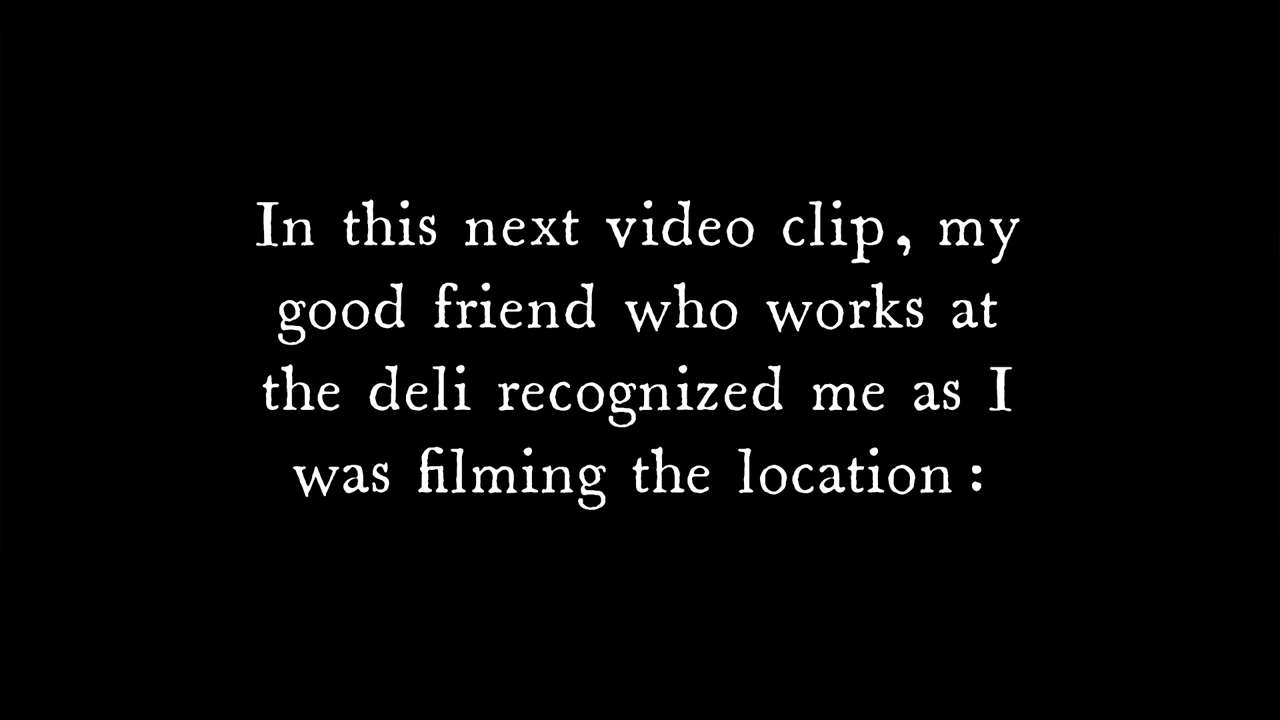 In this next video clip, my
good friend who works at
the deli recognized me as I
was filming the location: